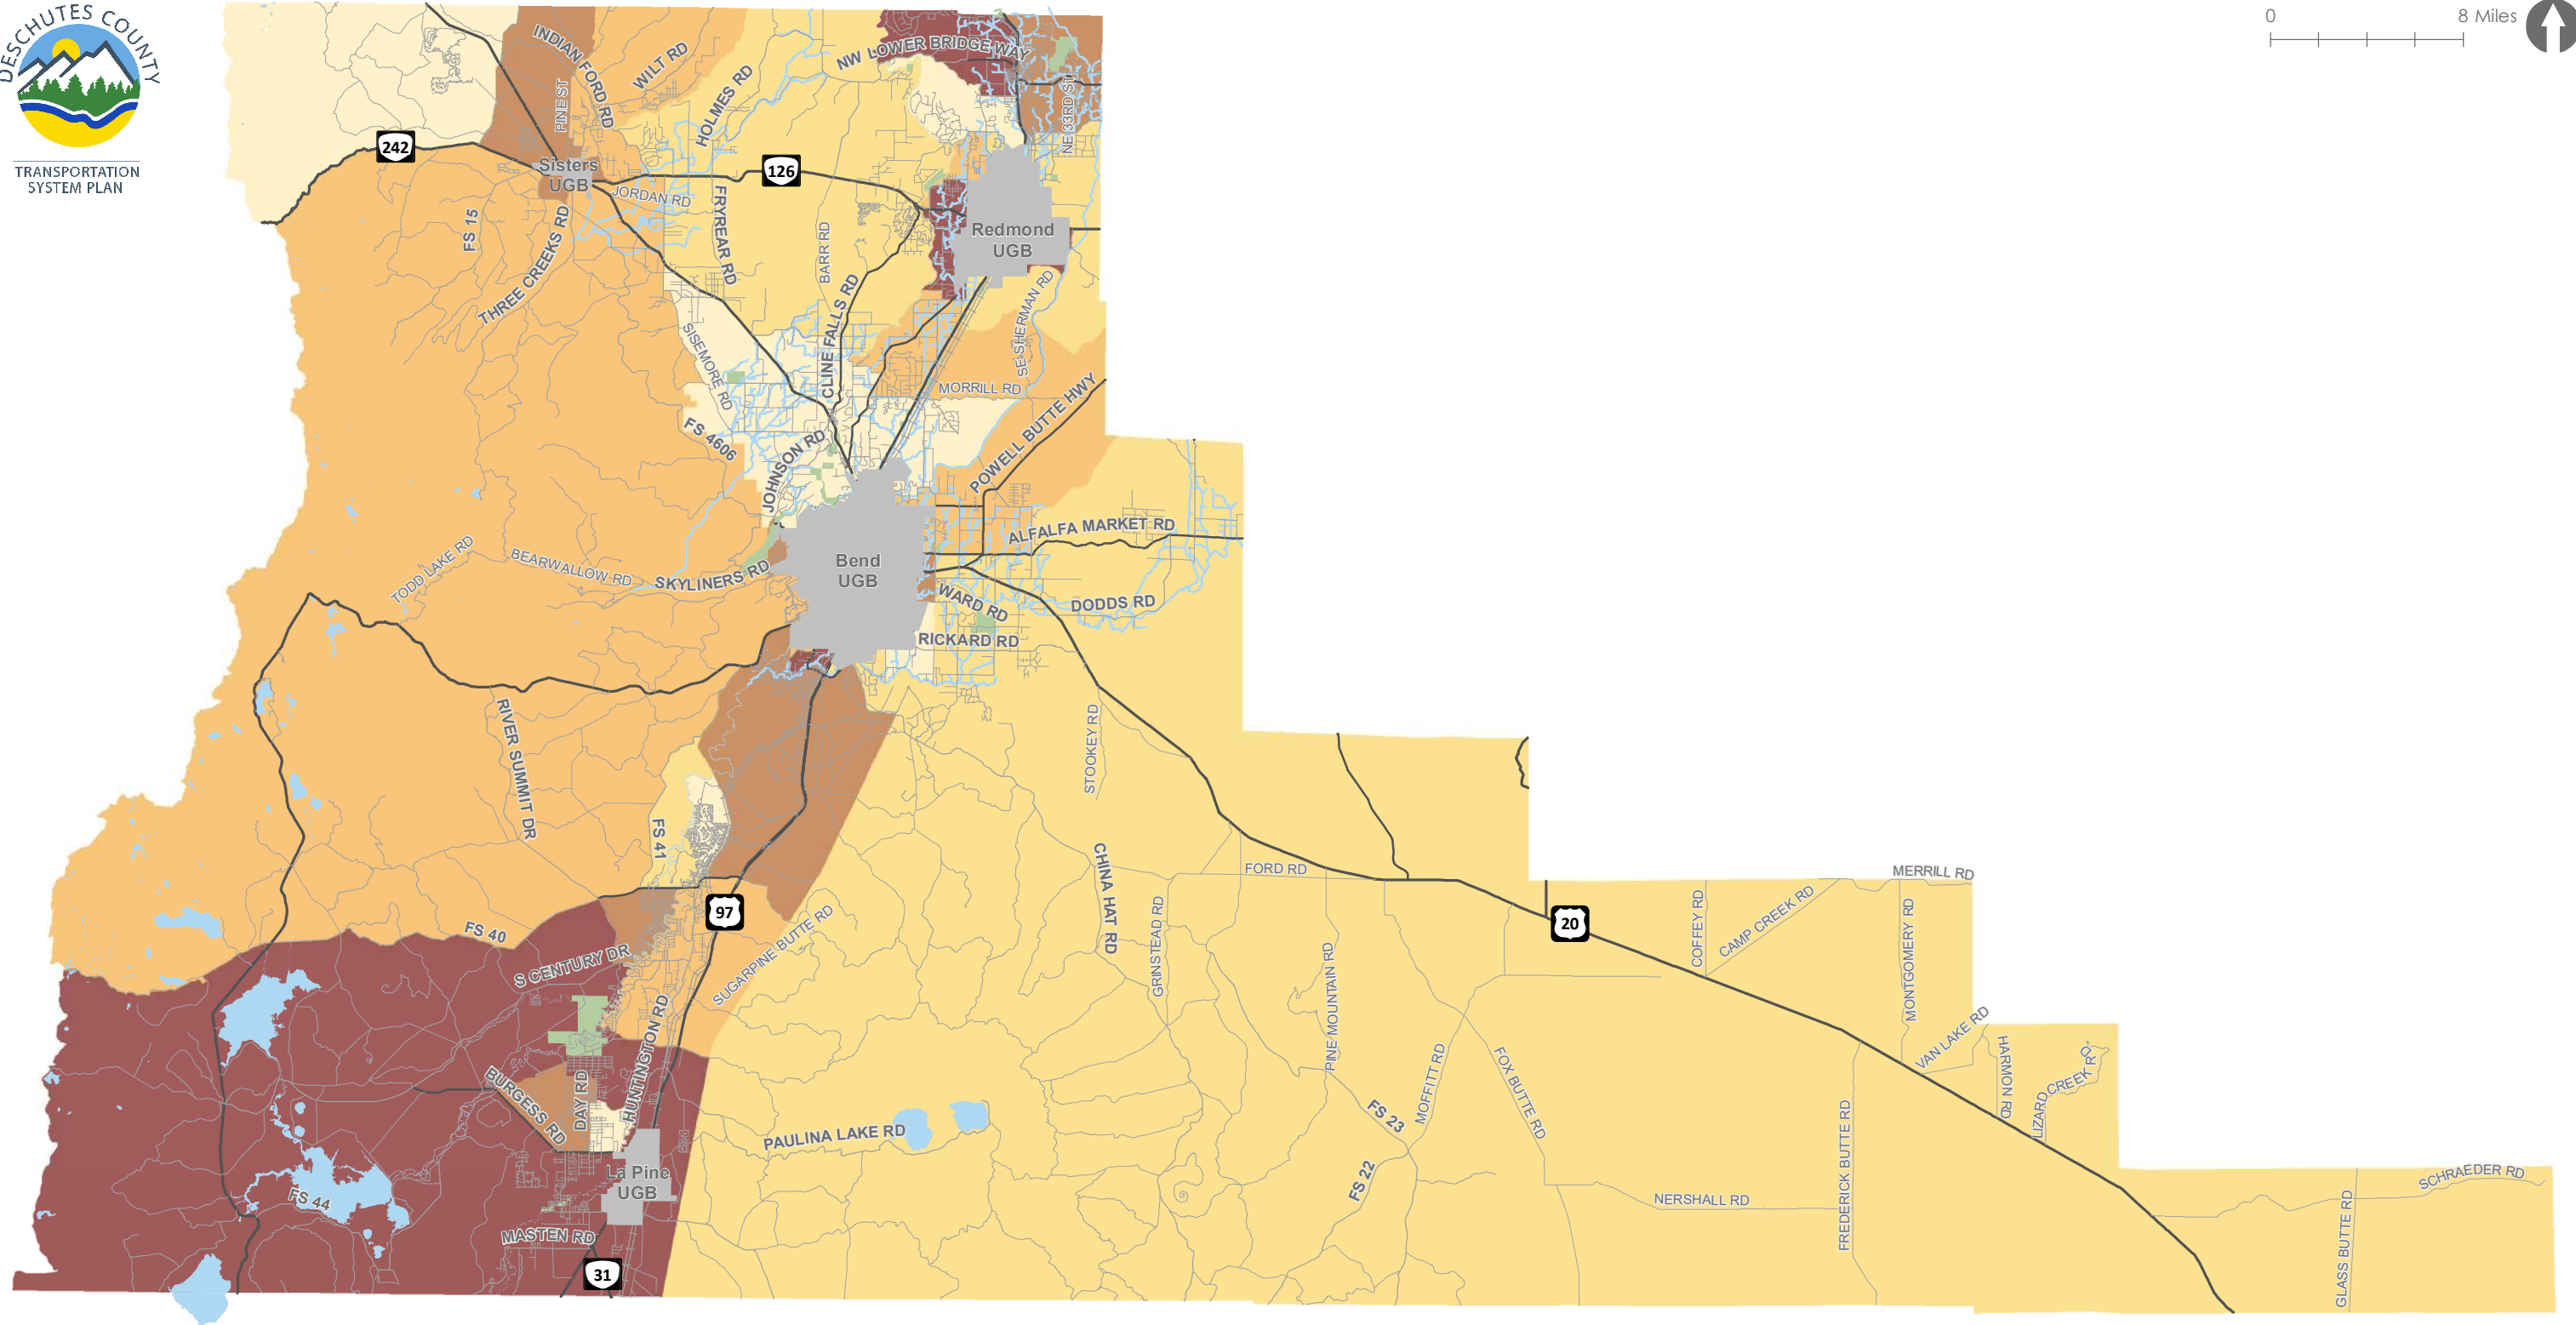 DESCHUTES COUNTY
TRANSPORTATION
SYSTEM PLAN
0 8 Miles
INDIAN FORD RD
WILT RD
PINE ST
HOLMES RD
NW LOWER BRIDGE WAY
NE 33RD ST
242
Sisters
UGB
126
JORDAN RD
FRYREAR RD
FS 15
THREE CREEKS RD
BARR RD
Redmond
UGB
CLINE FALLS RD
SE SHERMAN RD
SISEMORE RD
MORRILL RD
POWELL BUTTE HWY
FS 4606
JOHNSON RD
ALFALFA MARKET RD
TODD LAKE RD
BEARWALLOW RD
SKYLINERS RD
Bend
UGB
WARD RD
DODDS RD
RICKARD RD
RIVER SUMMIT DR
STOOKEY RD
FS 41
CHINA HAT RD
FORD RD
MERRILL RD
97
20
COFFEY RD
CAMP CREEK RD
MONTGOMERY RD
GRINSTEAD RD
SUGARPINE BUTTE RD
FS 40
S CENTURY DR
PINE MOUNTAIN RD
HUNTINGTON RD
VAN LAKE RD
HARMON RD
LIZARD CREEK RD
BURGESS RD
DAY RD
MOFFITT RD
FOX BUTTE RD
FS 23
PAULINA LAKE RD
FREDERICK BUTTE RD
La Pine
UGB
FS 44
FS 22
NERSHALL RD
SCHRAEDER RD
GLASS BUTTE RD
MASTEN RD
31